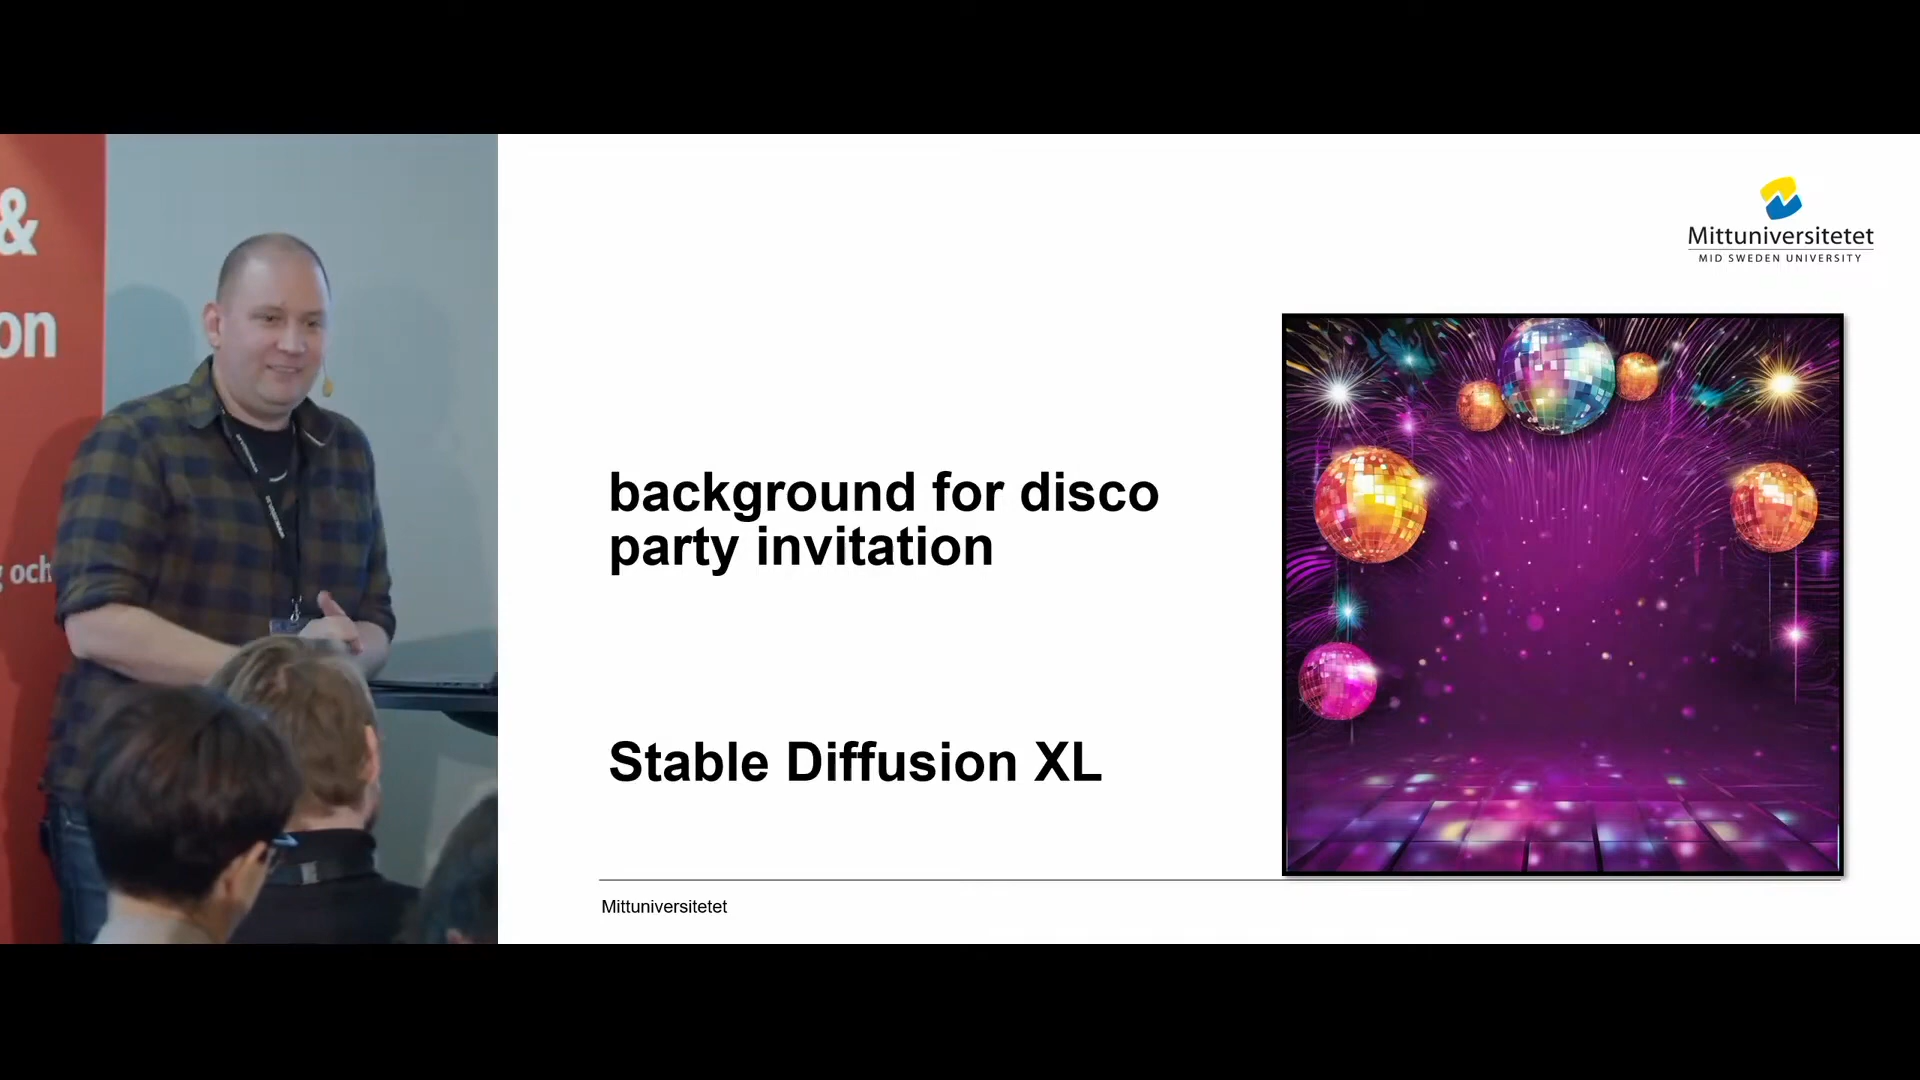 &
on
och
Mittuniversitetet
MID SWEDEN UNIVERSITY
background for disco
party invitation
Stable Diffusion XL
Mittuniversitetet